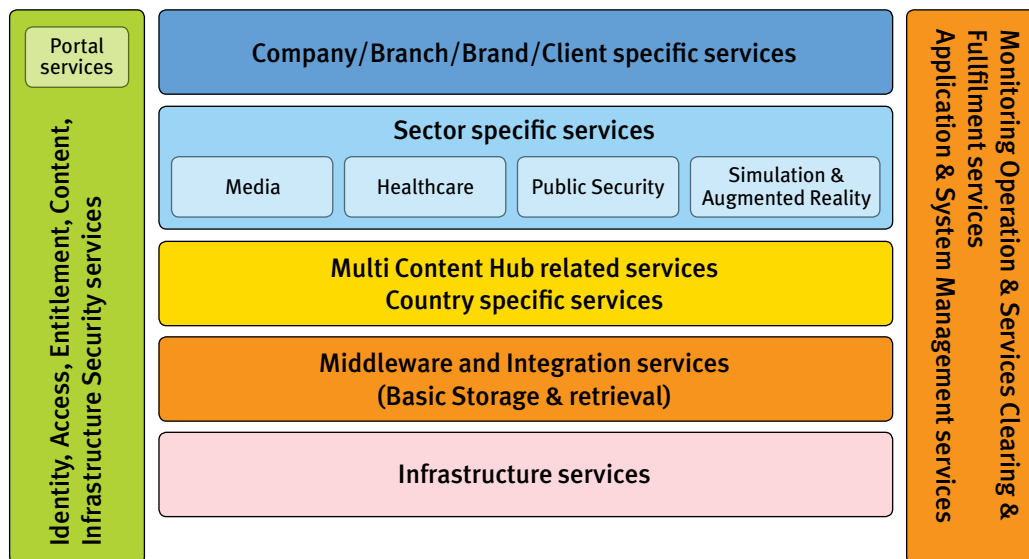 Portal
services
Identity, Access, Entitlement, Content,
Infrastructure Security services
Company/Branch/Brand/Client specific services
Sector specific services
Media
Healthcare
Public Security
Simulation &
Augmented Reality
Multi Content Hub related services
Country specific services
Middleware and Integration services
(Basic Storage & retrieval)
Infrastructure services
Monitoring Operation & Services Clearing &
Fullfilment services
Application & System Management services